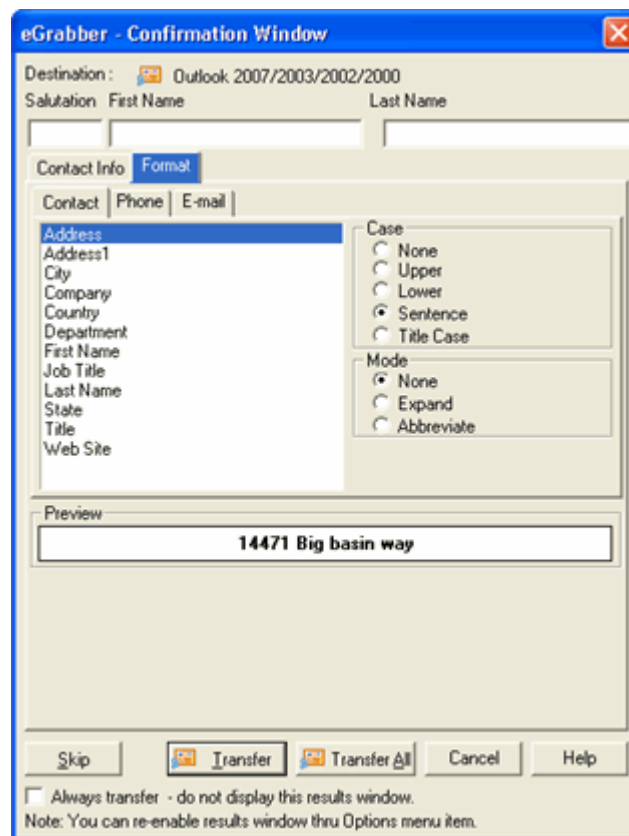 eGrabber - Confirmation Window
Destination : Outlook 2007/2003/2002/2000
Salutation First Name Last Name
Contact Info Format
Contact Phone E-mail
Address
Address1
City
Company
Country
Department
First Name
Job Title
Last Name
State
Title
Web Site
Case
None
Upper
Lower
Sentence
Title Case
Mode
None
Expand
Abbreviate
Preview
14471 Big basin way
Skip Transfer Transfer All Cancel Help
Always transfer - do not display this results window.
Note: You can re-enable results window thru Options menu item.